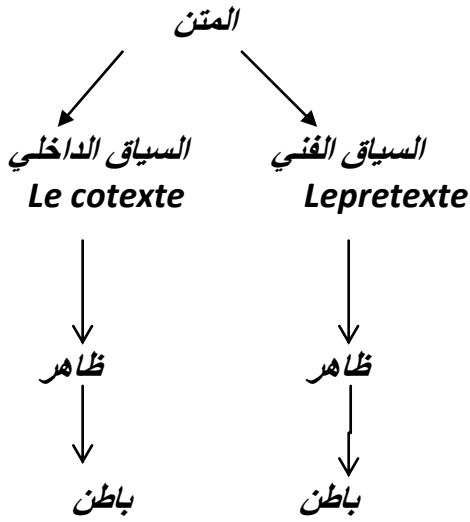 المتن
السياق الفني
السياق الداخلي
Lepretexte
Le cotexte
ظاهر
ظاهر
باطن
باطن